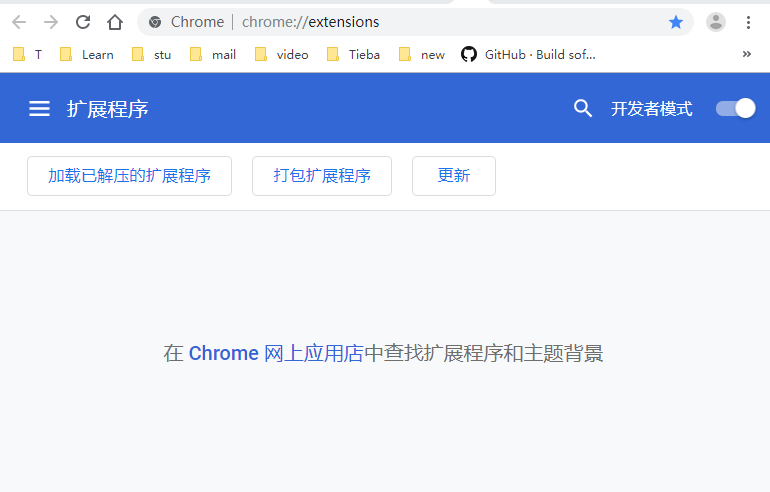 Chrome | chrome://extensions
T Learn stu mail video Tieba new GitHub · Build sof... »
扩展程序 开发者模式
加载已解压的扩展程序 打包扩展程序 更新
在 Chrome 网上应用店中查找扩展程序和主题背景